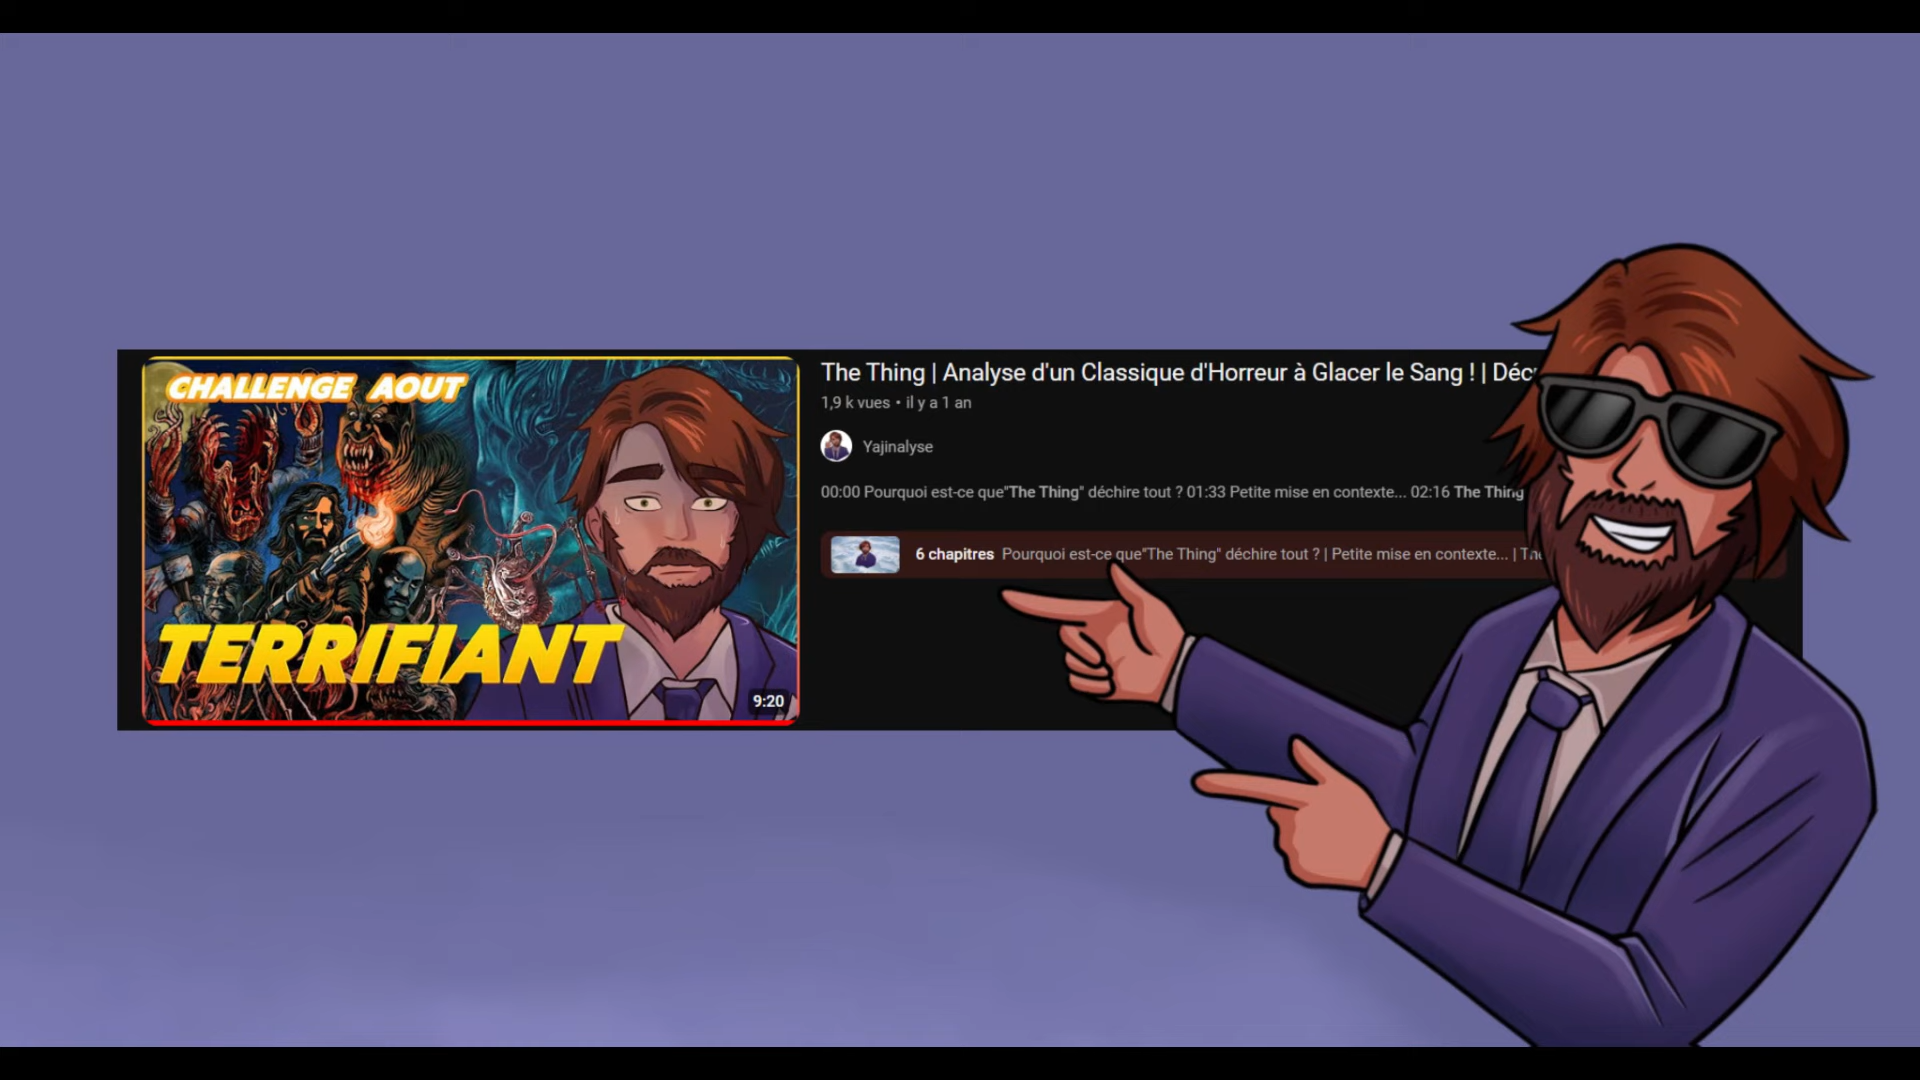 CHALLENGE AOUT
TERRIFIANT
9:20
The Thing | Analyse d'un Classique d'Horreur à Glacer le Sang ! | Déc
1,9 k vues • il y a 1 an
Yajinalyse
00:00 Pourquoi est-ce que"The Thing" déchire tout ? 01:33 Petite mise en contexte... 02:16 The Thing
6 chapitres Pourquoi est-ce que"The Thing" déchire tout ? | Petite mise en contexte... |